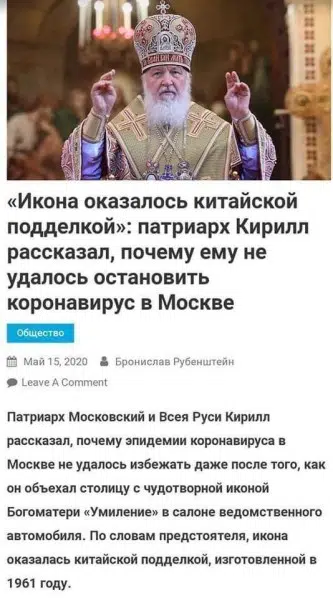 «Икона оказалось китайской
подделкой»: патриарх Кирилл
рассказал, почему ему не
удалось остановить
коронавирус в Москве
Общество
Май 15, 2020 Бронислав Рубенштейн
Leave A Comment
Патриарх Московский и Всея Руси Кирилл
рассказал, почему эпидемии коронавируса в
Москве не удалось избежать даже после того, как
он объехал столицу с чудотворной иконой
Богоматери «Умиление» в салоне ведомственного
автомобиля. По словам предстоятеля, икона
оказалась китайской подделкой, изготовленной в
1961 году.